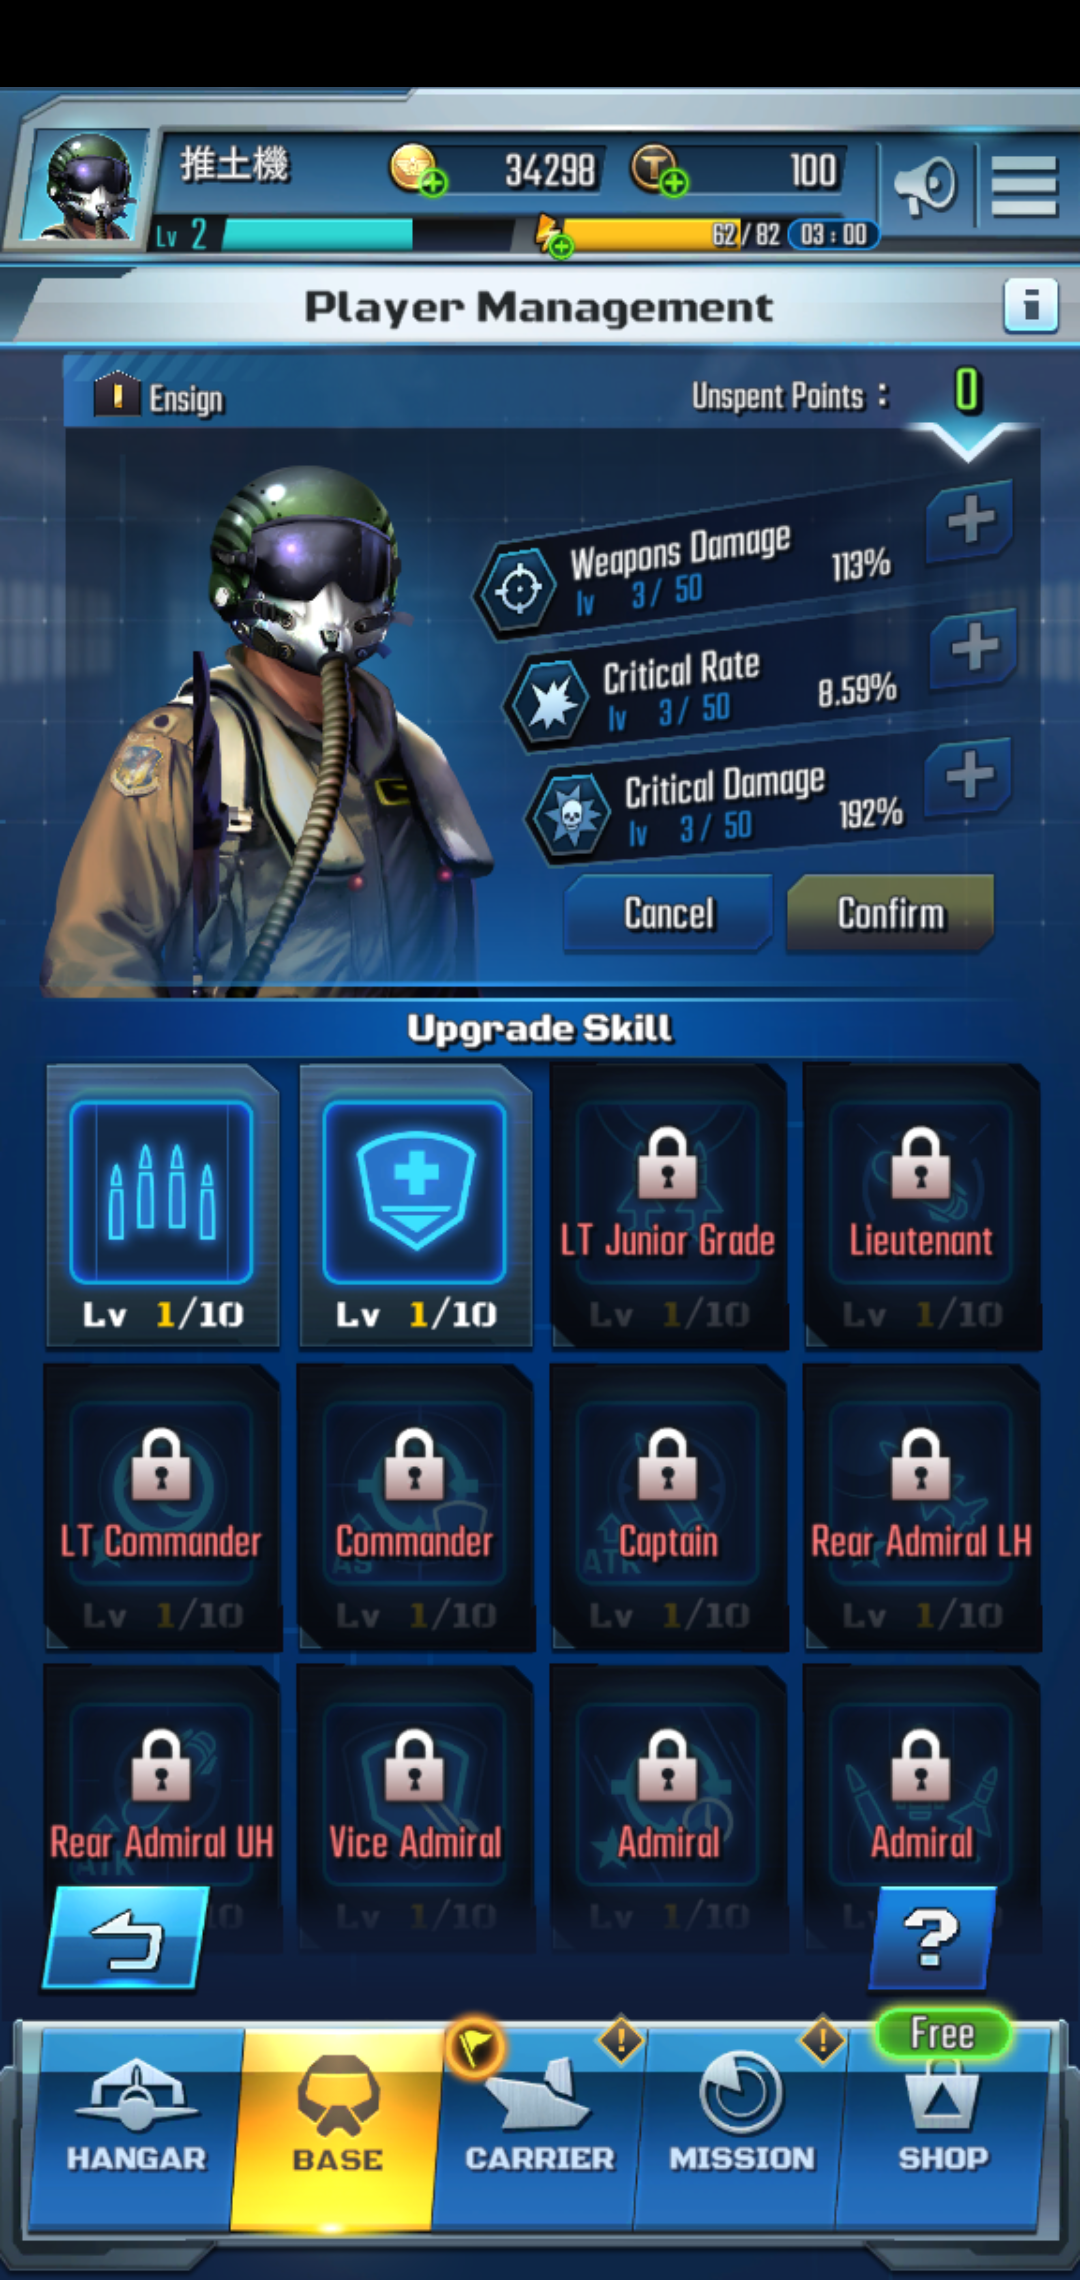 推土機
34298
100
Lv 2
62/82
03:00
Player Management
Ensign
Unspent Points : 0
Weapons Damage
lv 3/50
113%
Critical Rate
lv 3/50
8.59%
Critical Damage
lv 3/50
192%
Cancel
Confirm
Upgrade Skill
Lv 1/10
Lv 1/10
LT Junior Grade
Lv 1/10
Lieutenant
Lv 1/10
LT Commander
Lv 1/10
AS
Commander
Lv 1/10
ATK
Captain
Lv 1/10
Rear Admiral LH
Lv 1/10
ATK
Rear Admiral UH
Vice Admiral
Lv 1/10
Admiral
Lv 1/10
Admiral
?
Free
HANGAR
BASE
CARRIER
MISSION
SHOP